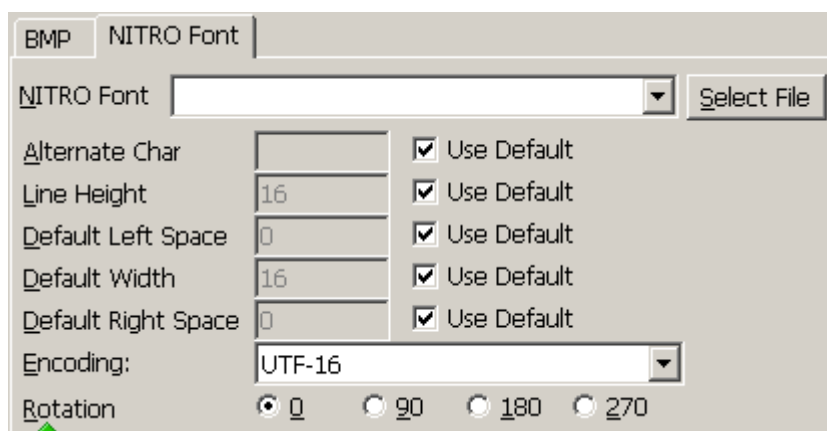 BMP NITRO Font
NITRO Font Select File
Alternate Char Use Default
Line Height 16 Use Default
Default Left Space 0 Use Default
Default Width 16 Use Default
Default Right Space 0 Use Default
Encoding: UTF-16
Rotation 0 90 180 270